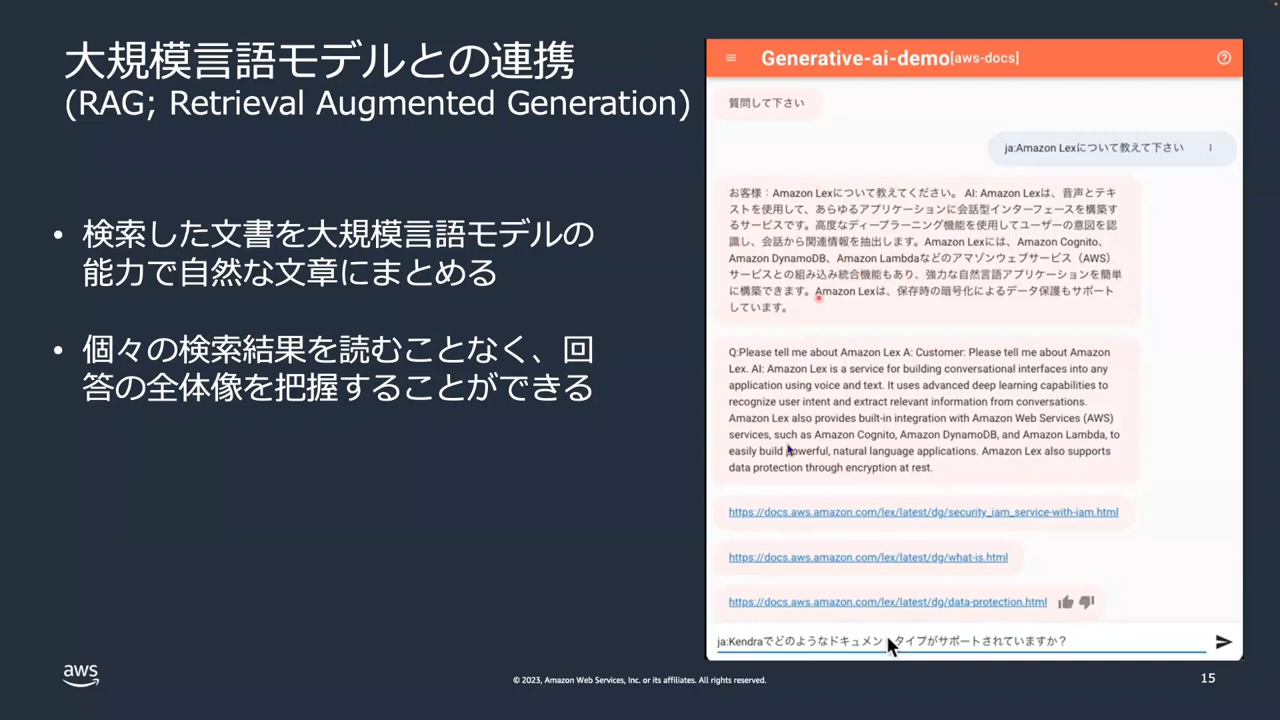 大規模言語モデルとの連携
(RAG; Retrieval Augmented Generation)
• 検索した文書を大規模言語モデルの
能力で自然な文章にまとめる
• 個々の検索結果を読むことなく、回
答の全体像を把握することができる
Generative-ai-demo[aws-docs]
質問して下さい
ja:Amazon Lexについて教えて下さい
お客様：Amazon Lexについて教えてください。 AI: Amazon Lexは、音声とテキ
ストを使用して、あらゆるアプリケーションに会話型インターフェースを構築す
るサービスです。高度なディープラーニング機能を使用してユーザーの意図を認
識し、会話から関連情報を抽出します。Amazon Lexには、Amazon Cognito、
Amazon DynamoDB、Amazon LambdaなどのアマゾンウェブサービスAWS）
サービスとの組み込み統合機能もあり、強力な自然言語アプリケーションを簡単
に構築できます。Amazon Lexは、保存時の暗号化によるデータ保護もサポート
しています。
Q:Please tell me about Amazon Lex A: Customer: Please tell me about Amazon
Lex. AI: Amazon Lex is a service for building conversational interfaces into any
application using voice and text. It uses advanced deep learning capabilities to
recognize user intent and extract relevant information from conversations.
Amazon Lex also provides built-in integration with Amazon Web Services (AWS)
services, such as Amazon Cognito, Amazon DynamoDB, and Amazon Lambda, to
easily build powerful, natural language applications. Amazon Lex also supports
data protection through encryption at rest.
https://docs.aws.amazon.com/lex/latest/dg/security_iam_service-with-iam.html
https://docs.aws.amazon.com/lex/latest/dg/what-is.html
https://docs.aws.amazon.com/lex/latest/dg/data-protection.html
ja:Kendraでどのようなドキュメントタイプがサポートされていますか？
aws
© 2023, Amazon Web Services, Inc. or its affiliates. All rights reserved.
15